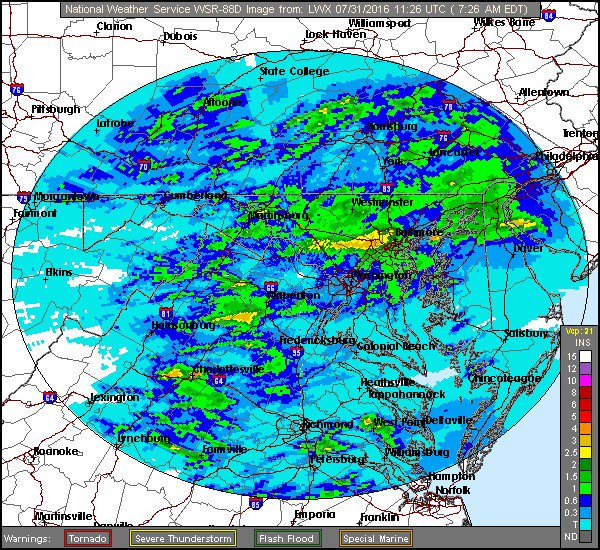 National Weather Service WSR-88D Image from: LWX 07/31/2016 11:26 UTC ( 7:26 AM EDT)
Clarion
Williamsport
Wilkes Barre
84
Dubois
Lock Haven
State College
76
Altoona
Allentown
Pittsburgh
78
Latrobe
Harrisburg
76
Trenton
Lancaster
York
Philadelphia
70
79
Morgantown
Cumberland
83
Fairmont
Westminster
Martinsburg
Baltimore
Dover
Elkins
Washington
66
Warrenton
81
Harrisonburg
Salisbury
Vcp: 21
Fredericksburg
INS
Colonial Beach
95
15
Charlottesville
12
64
Heathsville
Chincoteague
10
Tappahannock
8
64
Lexington
6
5
Richmond
West Point
Deltaville
4
Lynchburg
3
Farmville
Williamsburg
2.5
Roanoke
Petersburg
2
1.5
Hampton
1
Norfolk
0.6
85
0.3
Martinsville
Emporia
Franklin
T
Danville
ND
Warnings:
Tornado
Severe Thunderstorm
Flash Flood
Special Marine